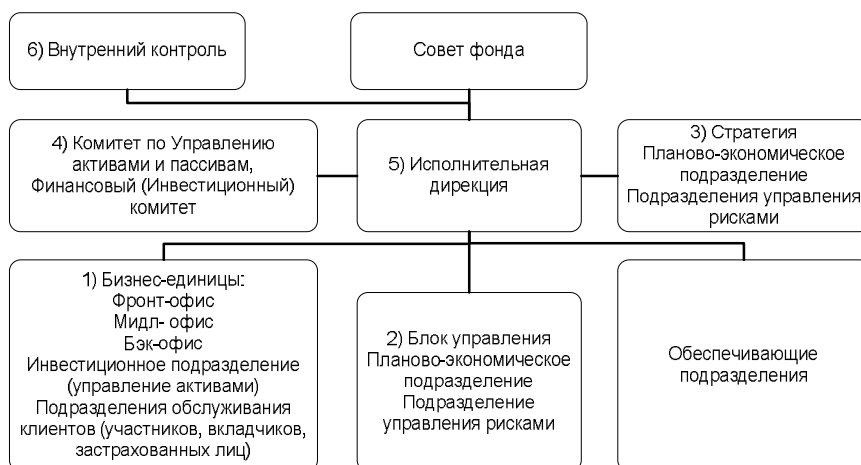 6) Внутренний контроль
Совет фонда
4) Комитет по Управлению
активами и пассивам,
Финансовый (Инвестиционный)
комитет
5) Исполнительная
дирекция
3) Стратегия
Планово-экономическое
подразделение
Подразделения управления
рисками
1) Бизнес-единицы:
Фронт-офис
Мидл- офис
Бэк-офис
Инвестиционное подразделение
(управление активами)
Подразделения обслуживания
клиентов (участников, вкладчиков,
застрахованных лиц)
2) Блок управления
Планово-экономическое
подразделение
Подразделение
управления рисками
Обеспечивающие
подразделения